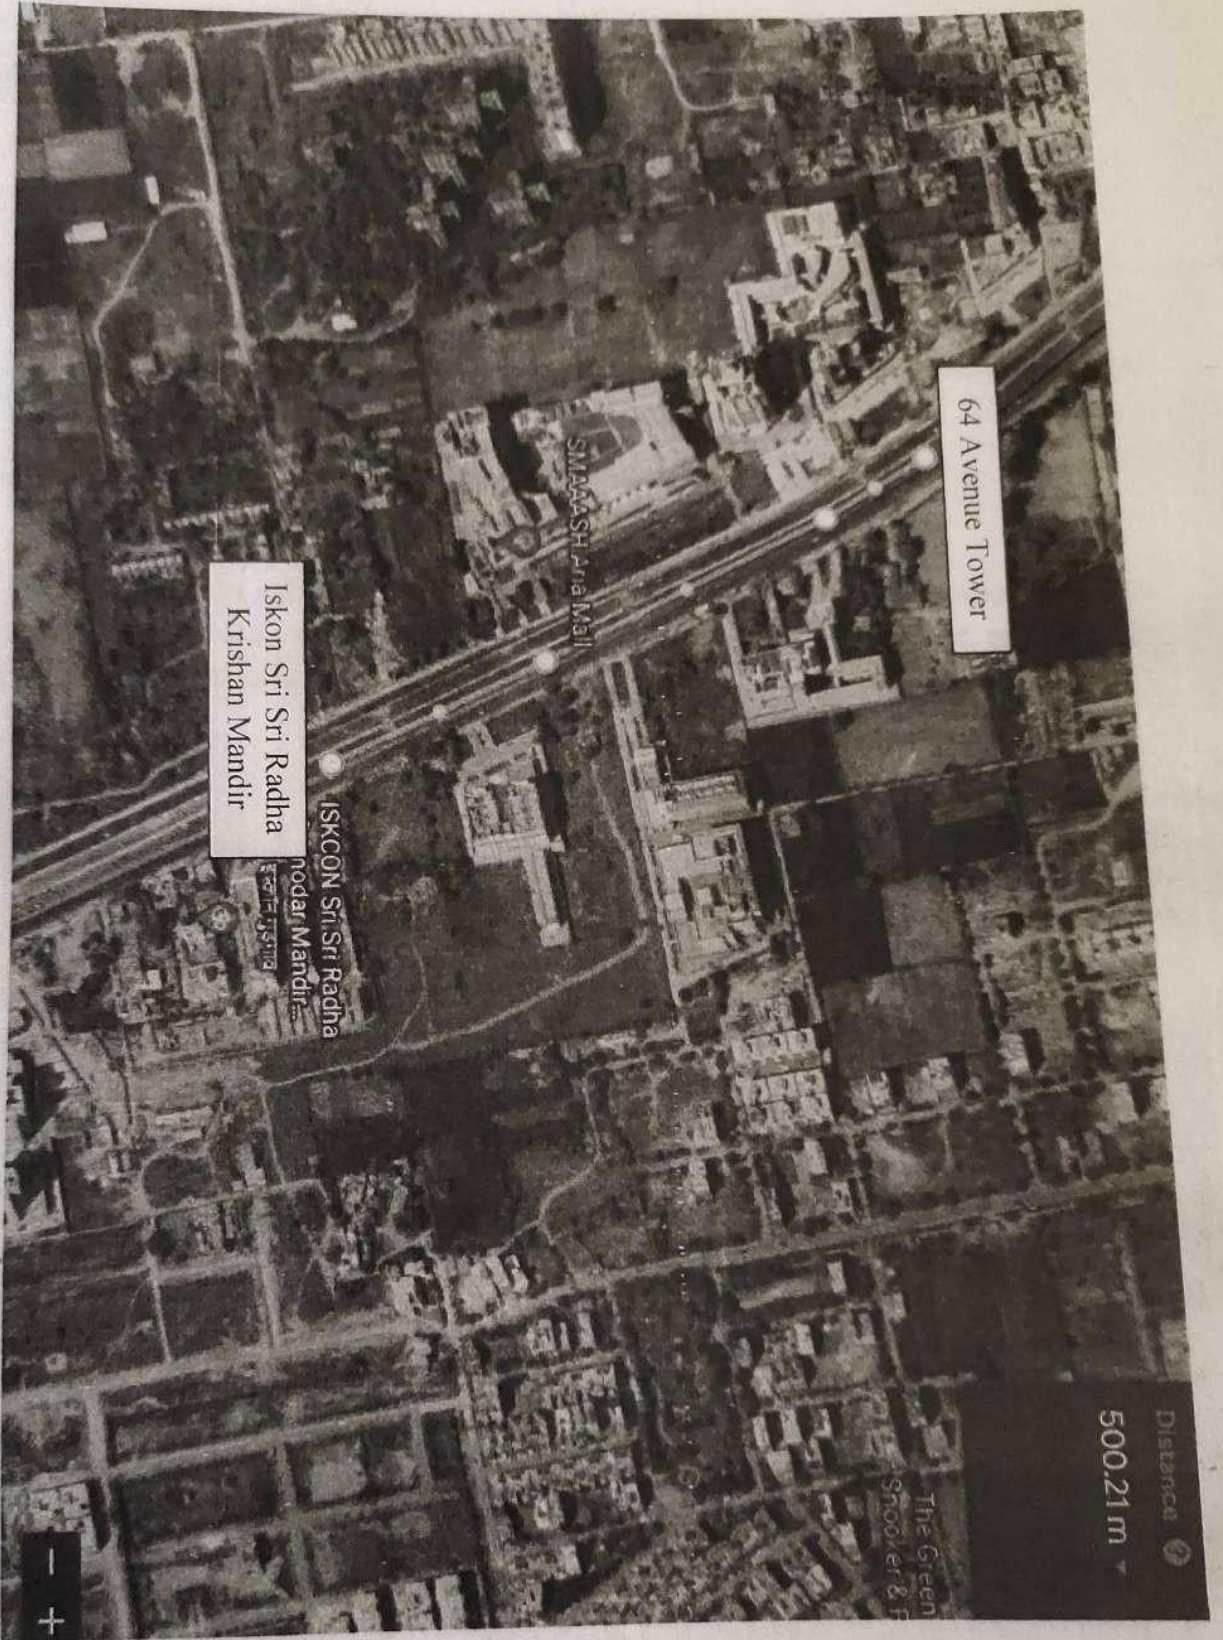 Distance
500.21 m
64 Avenue Tower
The Green
Snooker &
SMAAASH Aria Mall
ISKCON Sri Sri Radha
modar Mandir...
Iskon Sri Sri Radha
Krishan Mandir
− +